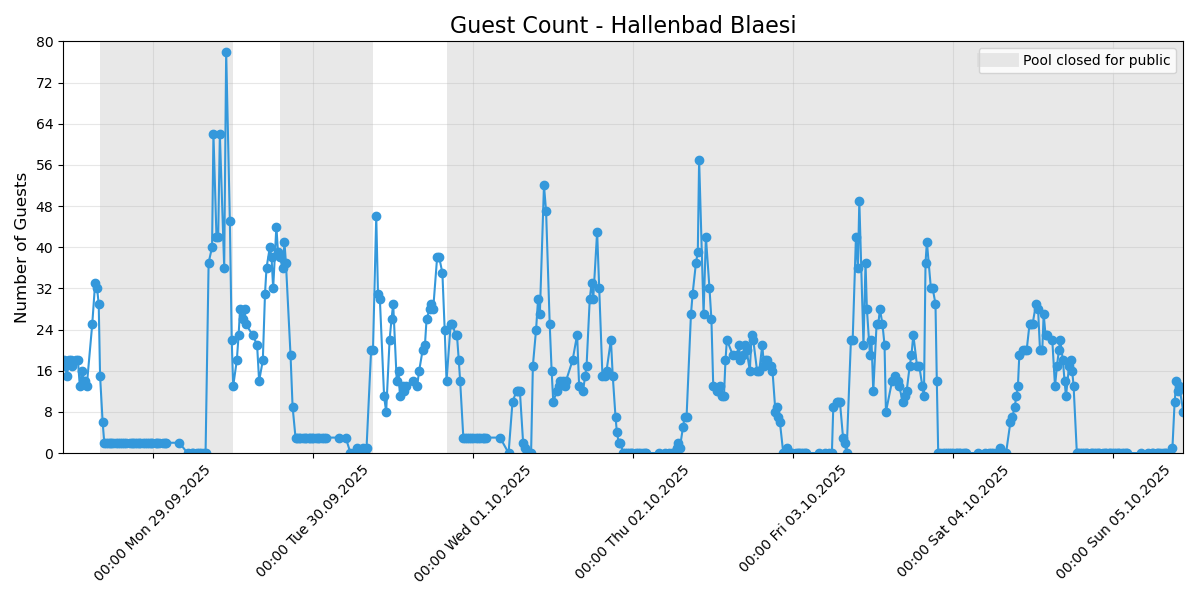 Guest Count - Hallenbad Blaesi
Number of Guests
80
72
64
56
48
40
32
24
16
8
0
Pool closed for public
00:00 Mon 29.09.2025
00:00 Tue 30.09.2025
00:00 Wed 01.10.2025
00:00 Thu 02.10.2025
00:00 Fri 03.10.2025
00:00 Sat 04.10.2025
00:00 Sun 05.10.2025